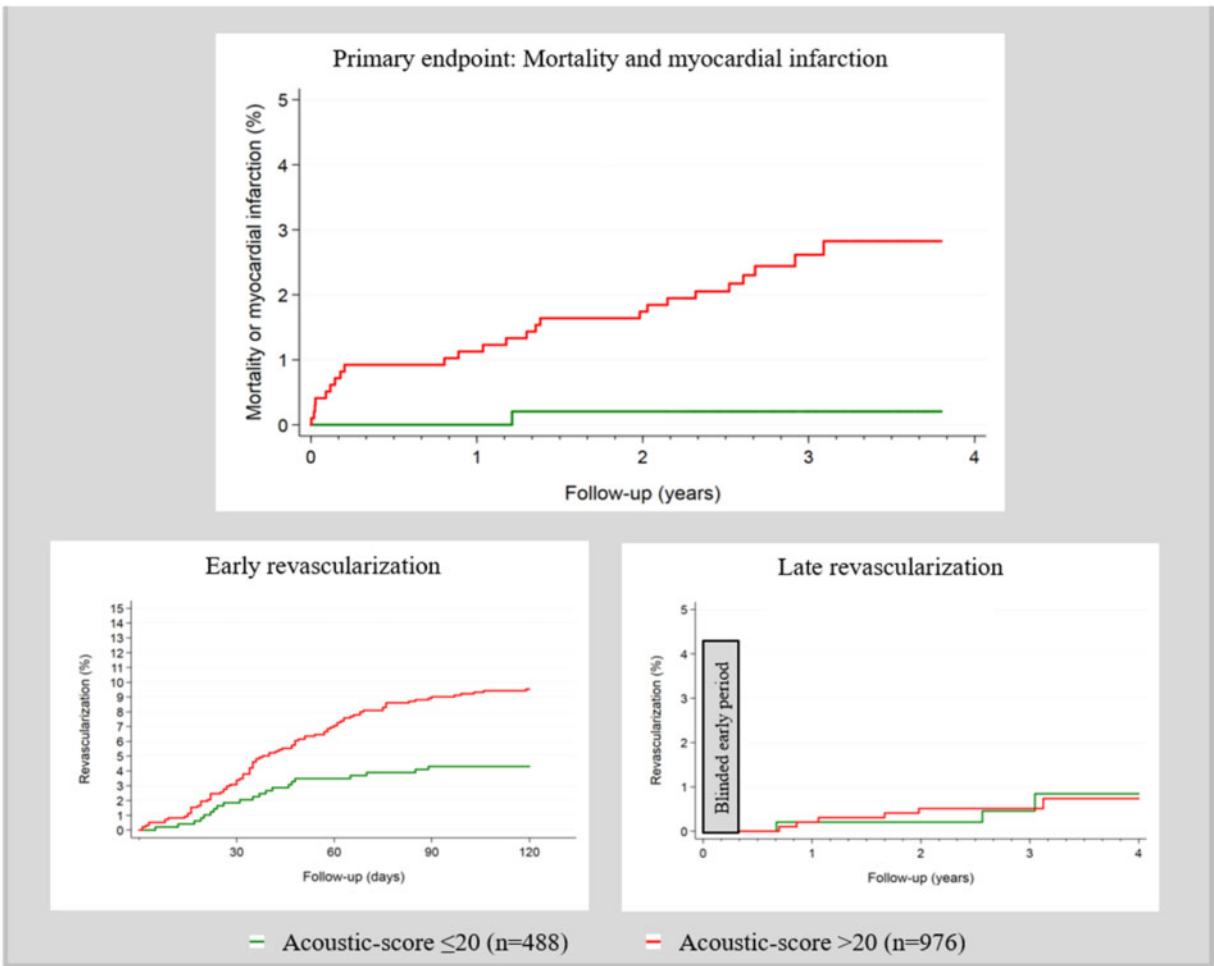 Primary endpoint: Mortality and myocardial infarction
Mortality or myocardial infarction (%)
5
4
3
2
1
0
0 1 2 3 4
Follow-up (years)
Early revascularization
Revascularization (%)
15
14
13
12
11
10
9
8
7
6
5
4
3
2
1
0
30 60 90 120
Follow-up (days)
Late revascularization
Revascularization (%)
5
4
3
2
1
0
Blinded early period
0 1 2 3 4
Follow-up (years)
Acoustic-score ≤20 (n=488)
Acoustic-score >20 (n=976)